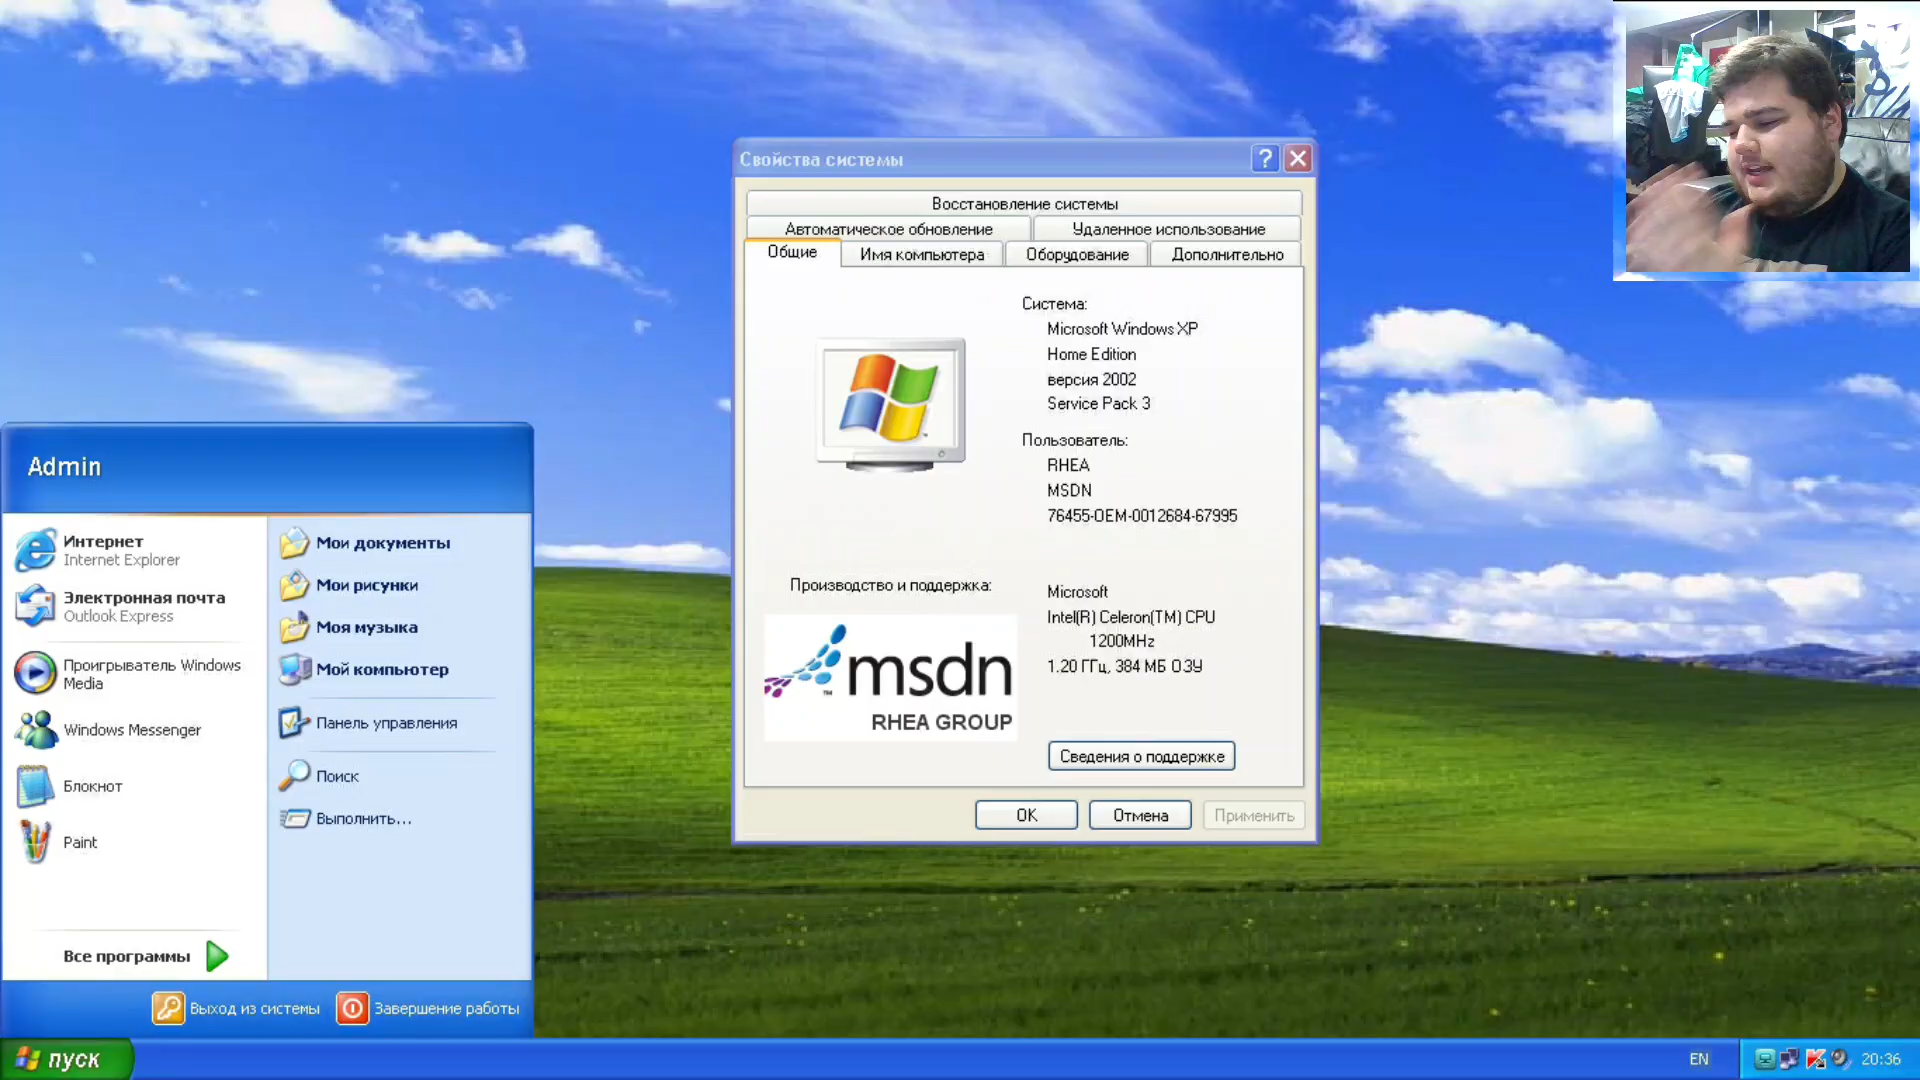 Свойства системы
Восстановление системы
Автоматическое обновление
Удаленное использование
Общие
Имя компьютера
Оборудование
Дополнительно
Система:
Microsoft Windows XP
Home Edition
версия 2002
Service Pack 3
Пользователь:
RHEA
MSDN
76455-OEM-0012684-67995
Производство и поддержка:
Microsoft
Intel(R) Celeron(TM) CPU
1200MHz
1.20 ГГц, 384 МБ ОЗУ
msdn
™
RHEA GROUP
Сведения о поддержке
ОК
Отмена
Применить
Admin
Интернет
Internet Explorer
Электронная почта
Outlook Express
Проигрыватель Windows
Media
Windows Messenger
Блокнот
Paint
Все программы
Мои документы
Мои рисунки
Моя музыка
Мой компьютер
Панель управления
Поиск
Выполнить...
Выход из системы
Завершение работы
пуск
EN
20:36